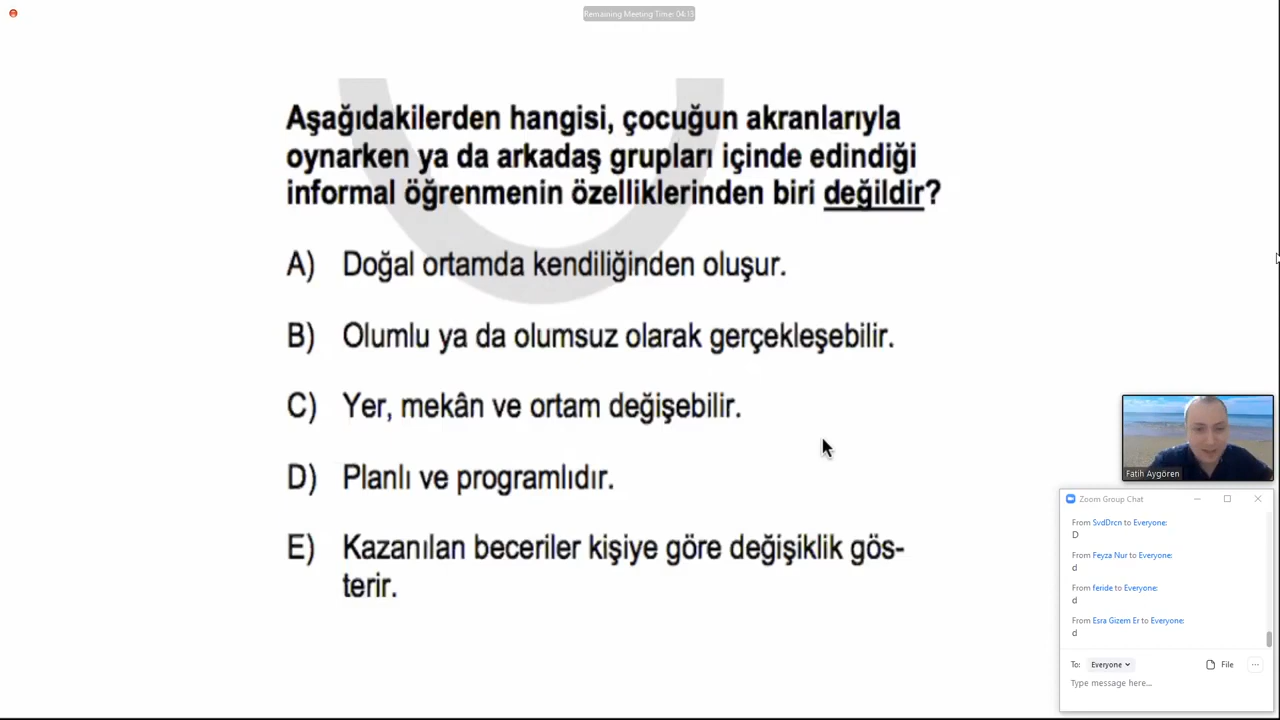 Remaining Meeting Time: 04:15
Aşağıdakilerden hangisi, çocuğun akranlarıyla
oynarken ya da arkadaş grupları içinde edindiği
informal öğrenmenin özelliklerinden biri değildir?
A) Doğal ortamda kendiliğinden oluşur.
B) Olumlu ya da olumsuz olarak gerçekleşebilir.
C) Yer, mekân ve ortam değişebilir.
D) Planlı ve programlıdır.
E) Kazanılan beceriler kişiye göre değişiklik gös-
terir.
Fatih Aygören
Zoom Group Chat
From SvdDrcn to Everyone:
D
From Feyza Nur to Everyone:
d
From feride to Everyone:
d
From Esra Gizem Er to Everyone:
d
To: Everyone File
Type message here...